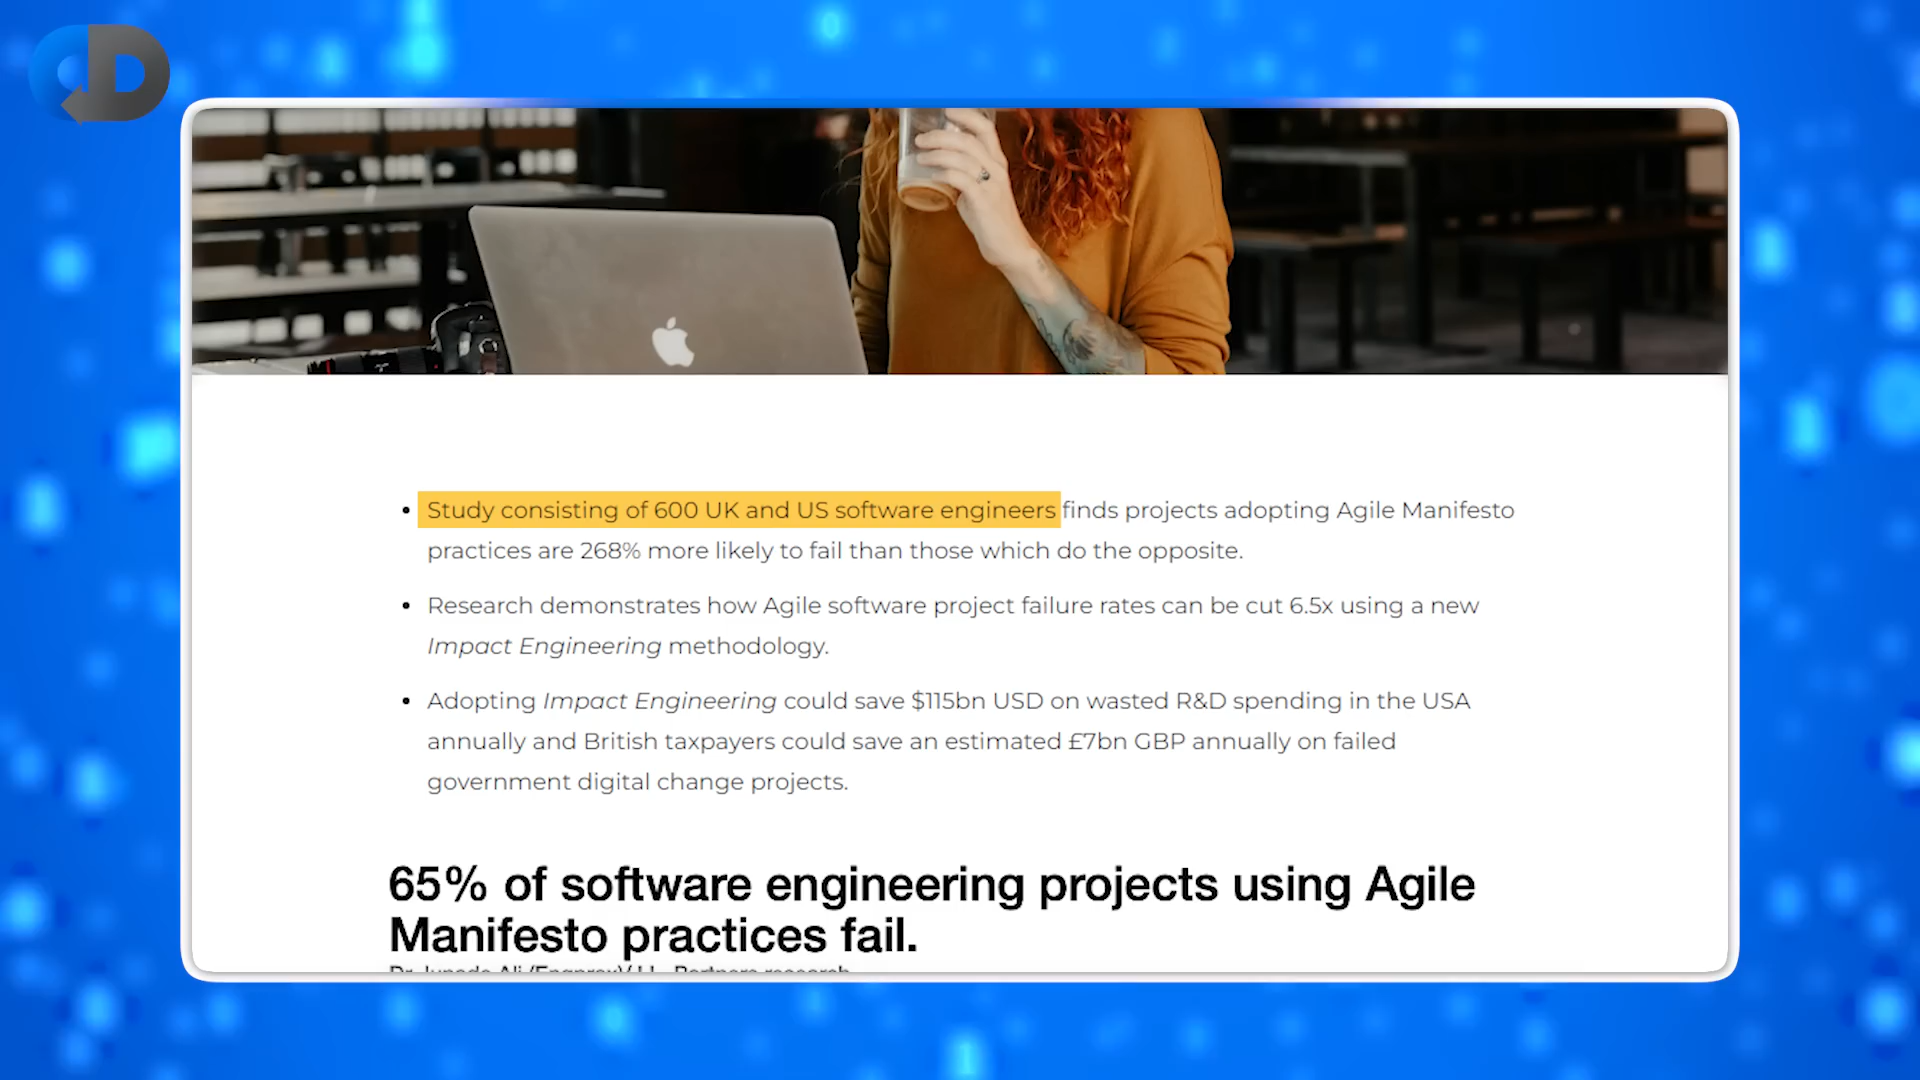 Study consisting of 600 UK and US software engineers finds projects adopting Agile Manifesto
practices are 268% more likely to fail than those which do the opposite.
Research demonstrates how Agile software project failure rates can be cut 6.5x using a new
Impact Engineering methodology.
Adopting Impact Engineering could save $115bn USD on wasted R&D spending in the USA
annually and British taxpayers could save an estimated £7bn GBP annually on failed
government digital change projects.
65% of software engineering projects using Agile
Manifesto practices fail.